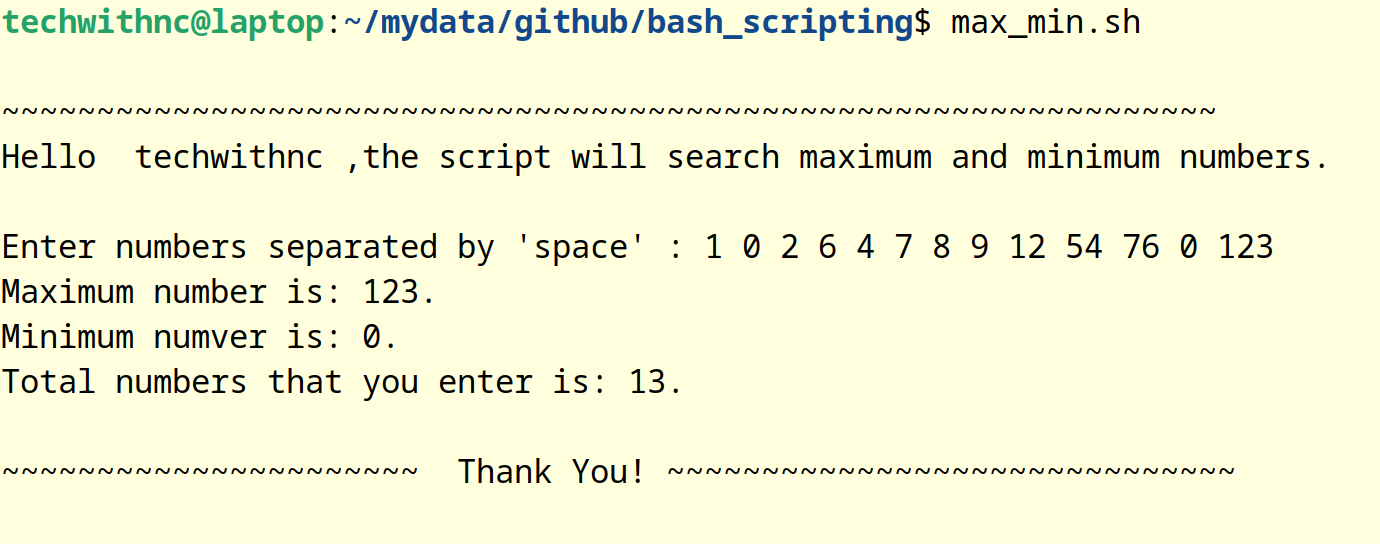 techwithnc@laptop:~/mydata/github/bash_scripting$ max_min.sh
~~~~~~~~~~~~~~~~~~~~~~~~~~~~~~~~~~~~~~~~~~~~~~~~~~~~~~~~~~~~~~~~
Hello  techwithnc ,the script will search maximum and minimum numbers.
Enter numbers separated by 'space' : 1 0 2 6 4 7 8 9 12 54 76 0 123
Maximum number is: 123.
Minimum numver is: 0.
Total numbers that you enter is: 13.
~~~~~~~~~~~~~~~~~~~~~~  Thank You! ~~~~~~~~~~~~~~~~~~~~~~~~~~~~~~